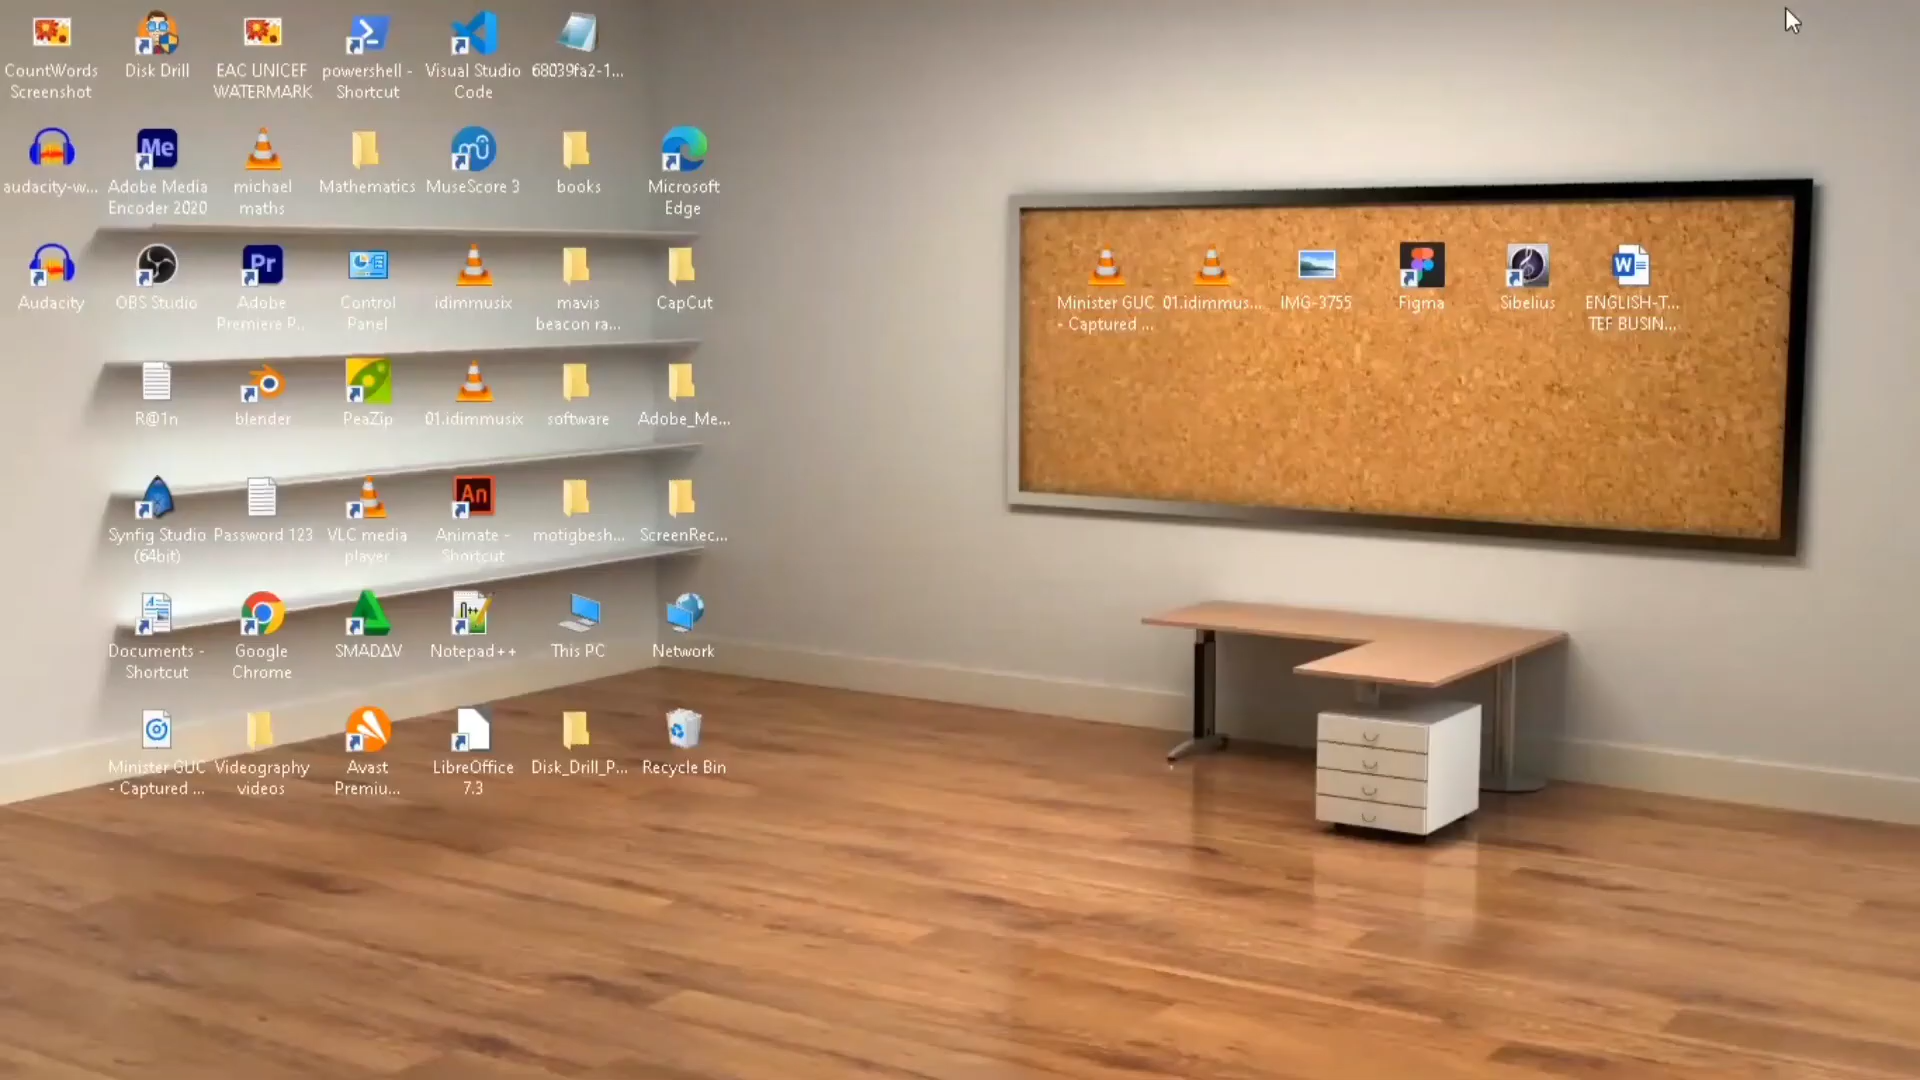 CountWords
Screenshot
Disk Drill
EAC UNICEF
WATERMARK
powershell -
Shortcut
Visual Studio
Code
68039fa2-1...
audacity-w...
Me
Adobe Media
Encoder 2020
michael
maths
Mathematics
MuseScore 3
books
Microsoft
Edge
Audacity
OBS Studio
Pr
Adobe
Premiere P...
Control
Panel
idimmusix
mavis
beacon ra...
CapCut
Minister GUC
- Captured ...
01.idimmus...
IMG-3755
Figma
Sibelius
W
ENGLISH-T...
TEF BUSIN...
R@1n
blender
PeaZip
01.idimmusix
software
Adobe_Me...
Synfig Studio
(64bit)
Password 123
VLC media
player
An
Animate -
Shortcut
motigbesh...
ScreenRec...
Documents -
Shortcut
Google
Chrome
SMADΔV
Notepad++
This PC
Network
Minister GUC
- Captured ...
Videography
videos
Avast
Premiu...
LibreOffice
7.3
Disk_Drill_P...
Recycle Bin